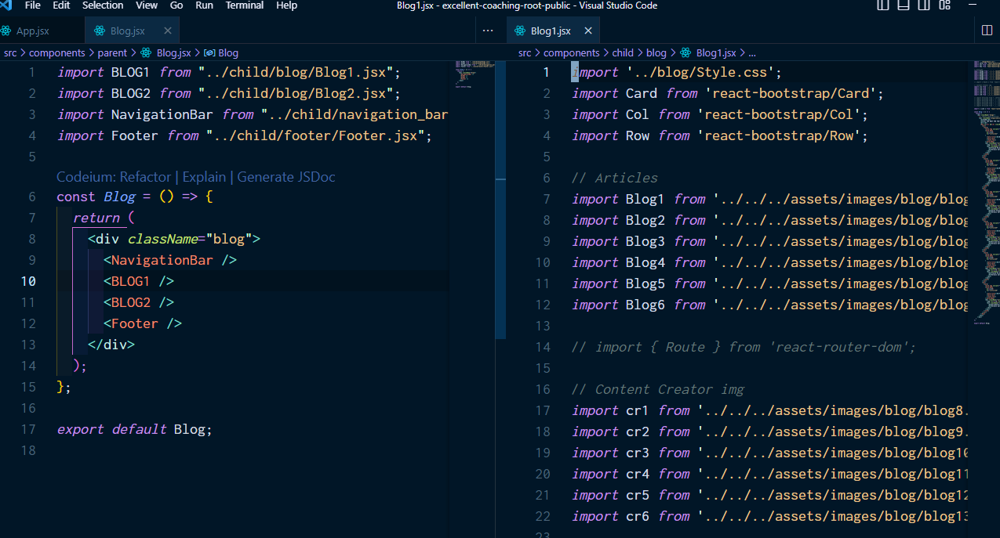 File Edit Selection View Go Run Terminal Help
Blog1.jsx - excellent-coaching-root-public - Visual Studio Code
App.jsx
Blog.jsx
src > components > parent > Blog.jsx > Blog
1 import BLOG1 from "../child/blog/Blog1.jsx";
2 import BLOG2 from "../child/blog/Blog2.jsx";
3 import NavigationBar from "../child/navigation_bar
4 import Footer from "../child/footer/Footer.jsx";
5
Codeium: Refactor | Explain | Generate JSDoc
6 const Blog = () => {
7 return (
8 <div className="blog">
9 <NavigationBar />
10 <BLOG1 />
11 <BLOG2 />
12 <Footer />
13 </div>
14 );
15 };
16
17 export default Blog;
18
Blog1.jsx
src > components > child > blog > Blog1.jsx > ...
1 import '../blog/Style.css';
2 import Card from 'react-bootstrap/Card';
3 import Col from 'react-bootstrap/Col';
4 import Row from 'react-bootstrap/Row';
5
6 // Articles
7 import Blog1 from '../../../assets/images/blog/blog
8 import Blog2 from '../../../assets/images/blog/blog
9 import Blog3 from '../../../assets/images/blog/blog
10 import Blog4 from '../../../assets/images/blog/blog
11 import Blog5 from '../../../assets/images/blog/blog
12 import Blog6 from '../../../assets/images/blog/blog
13
14 // import { Route } from 'react-router-dom';
15
16 // Content Creator img
17 import cr1 from '../../../assets/images/blog/blog8.
18 import cr2 from '../../../assets/images/blog/blog9.
19 import cr3 from '../../../assets/images/blog/blog10
20 import cr4 from '../../../assets/images/blog/blog11
21 import cr5 from '../../../assets/images/blog/blog12
22 import cr6 from '../../../assets/images/blog/blog13
23